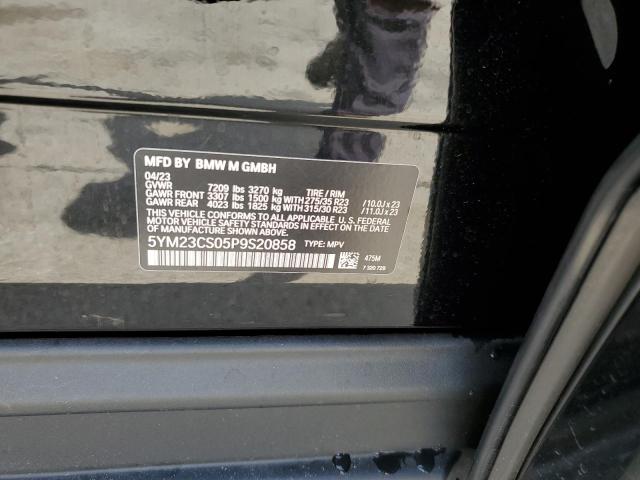 MFD BY BMW M GMBH
04/23
GVWR 7209 lbs 3270 kg TIRE / RIM
GAWR FRONT 3307 lbs 1500 kg WITH 275/35 R23 / 10.0J x 23
GAWR REAR 4023 lbs 1825 kg WITH 315/30 R23 / 11.0J x 23
THIS VEHICLE CONFORMS TO ALL APPLICABLE U.S. FEDERAL
MOTOR VEHICLE SAFETY STANDARDS IN EFFECT ON THE DATE
OF MANUFACTURE SHOWN ABOVE.
5YM23CS05P9S20858 TYPE: MPV
475M
7 320 729